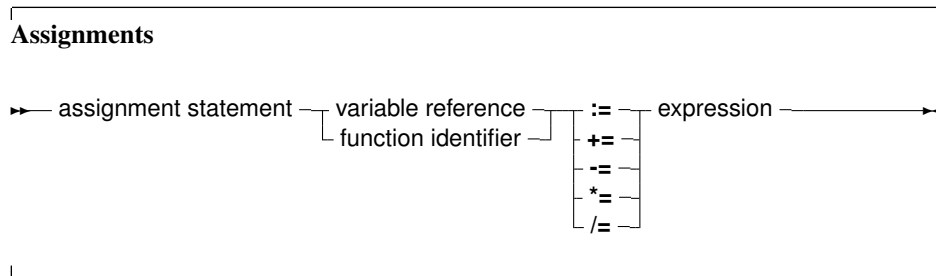 Assignments
assignment statement variable reference := expression
function identifier +=
-=
*=
/=